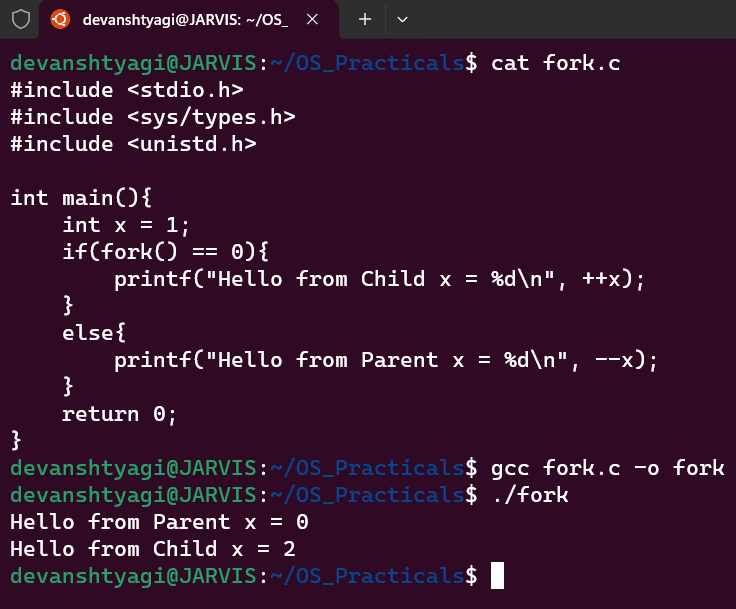 devanshtyagi@JARVIS: ~/OS_
devanshtyagi@JARVIS:~/OS_Practicals$ cat fork.c
#include <stdio.h>
#include <sys/types.h>
#include <unistd.h>
int main(){
    int x = 1;
    if(fork() == 0){
        printf("Hello from Child x = %d\n", ++x);
    }
    else{
        printf("Hello from Parent x = %d\n", --x);
    }
    return 0;
}
devanshtyagi@JARVIS:~/OS_Practicals$ gcc fork.c -o fork
devanshtyagi@JARVIS:~/OS_Practicals$ ./fork
Hello from Parent x = 0
Hello from Child x = 2
devanshtyagi@JARVIS:~/OS_Practicals$